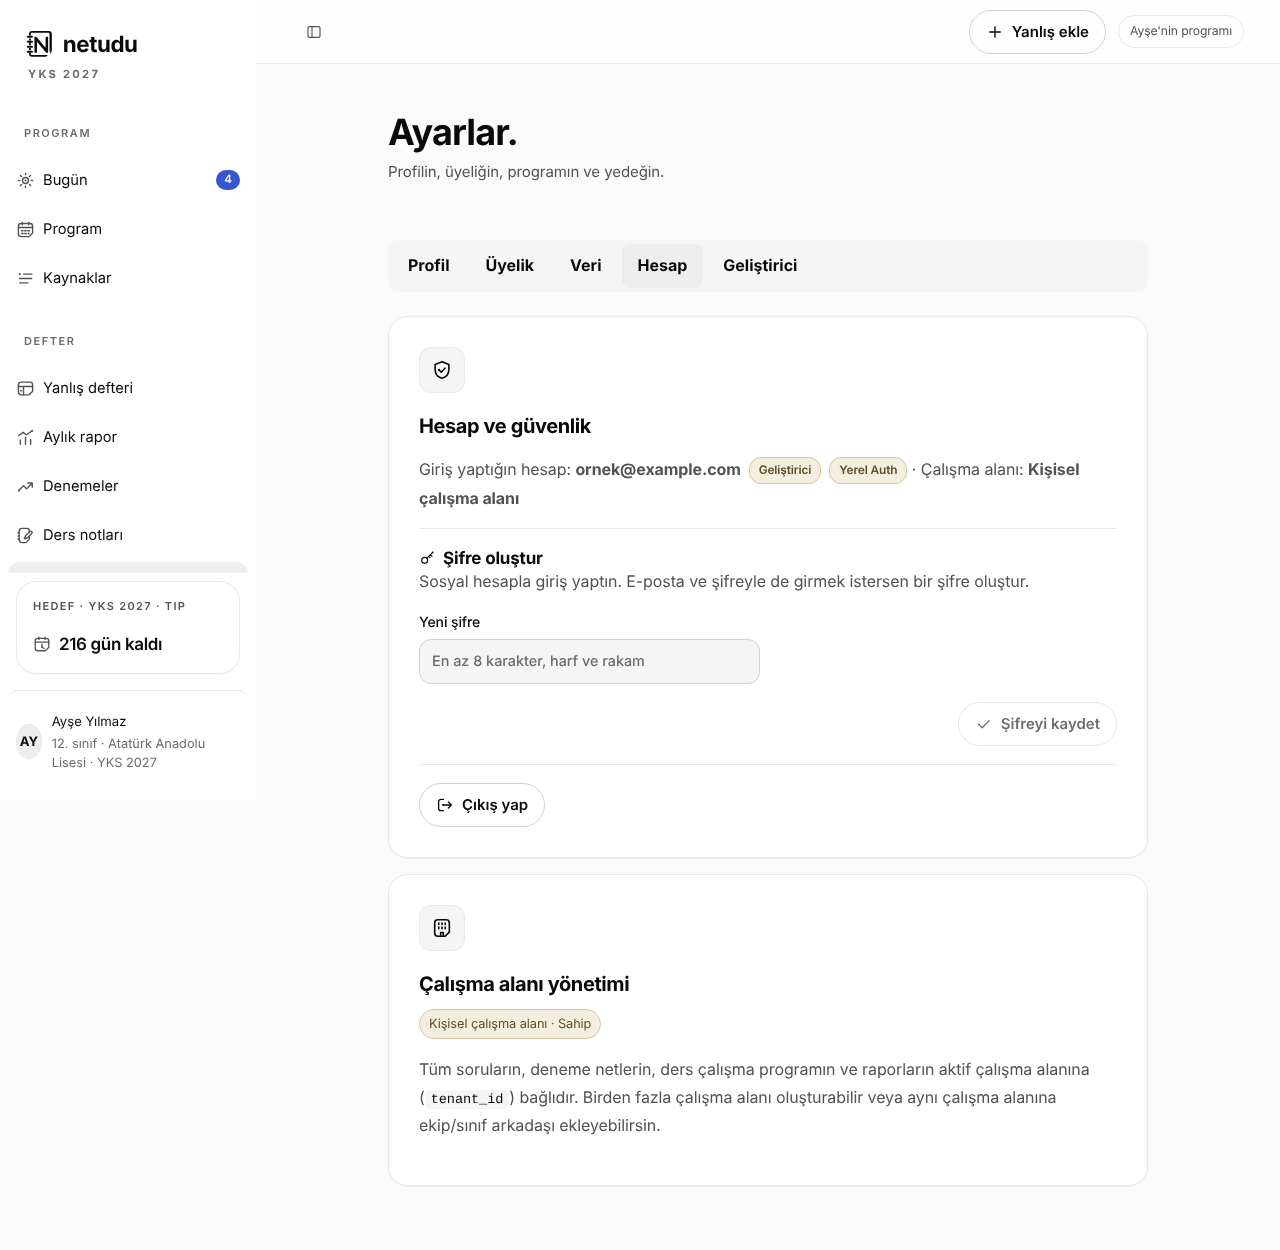 netudu
YKS 2027
PROGRAM
Bugün 4
Program
Kaynaklar
DEFTER
Yanlış defteri
Aylık rapor
Denemeler
Ders notları
HEDEF · YKS 2027 · TIP
216 gün kaldı
AY
Ayşe Yılmaz
12. sınıf · Atatürk Anadolu
Lisesi · YKS 2027
Yanlış ekle
Ayşe'nin programı
Ayarlar.
Profilin, üyeliğin, programın ve yedeğin.
Profil Üyelik Veri Hesap Geliştirici
Hesap ve güvenlik
Giriş yaptığın hesap: ornek@example.com Geliştirici Yerel Auth · Çalışma alanı: Kişisel
çalışma alanı
Şifre oluştur
Sosyal hesapla giriş yaptın. E-posta ve şifreyle de girmek istersen bir şifre oluştur.
Yeni şifre
En az 8 karakter, harf ve rakam
Şifreyi kaydet
Çıkış yap
Çalışma alanı yönetimi
Kişisel çalışma alanı · Sahip
Tüm soruların, deneme netlerin, ders çalışma programın ve raporların aktif çalışma alanına
(tenant_id) bağlıdır. Birden fazla çalışma alanı oluşturabilir veya aynı çalışma alanına
ekip/sınıf arkadaşı ekleyebilirsin.